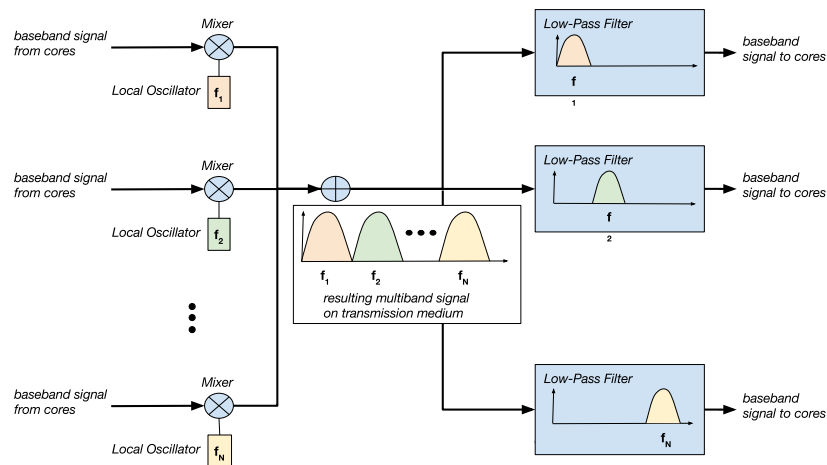 Mixer
baseband signal
from cores
Local Oscillator
f1
Low-Pass Filter
f
1
baseband
signal to cores
Mixer
baseband signal
from cores
Local Oscillator
f2
Low-Pass Filter
f
2
baseband
signal to cores
f1 f2 fN
resulting multiband signal
on transmission medium
Mixer
baseband signal
from cores
Local Oscillator
fN
Low-Pass Filter
fN
baseband
signal to cores